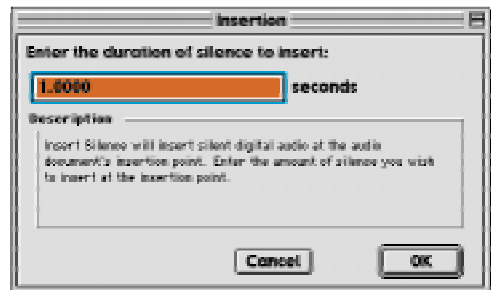 Insertion
Enter the duration of silence to insert:
1.0000 seconds
Description
Insert Silence will insert silent digital audio at the audio
document's insertion point. Enter the amount of silence you wish
to insert at the insertion point.
Cancel OK